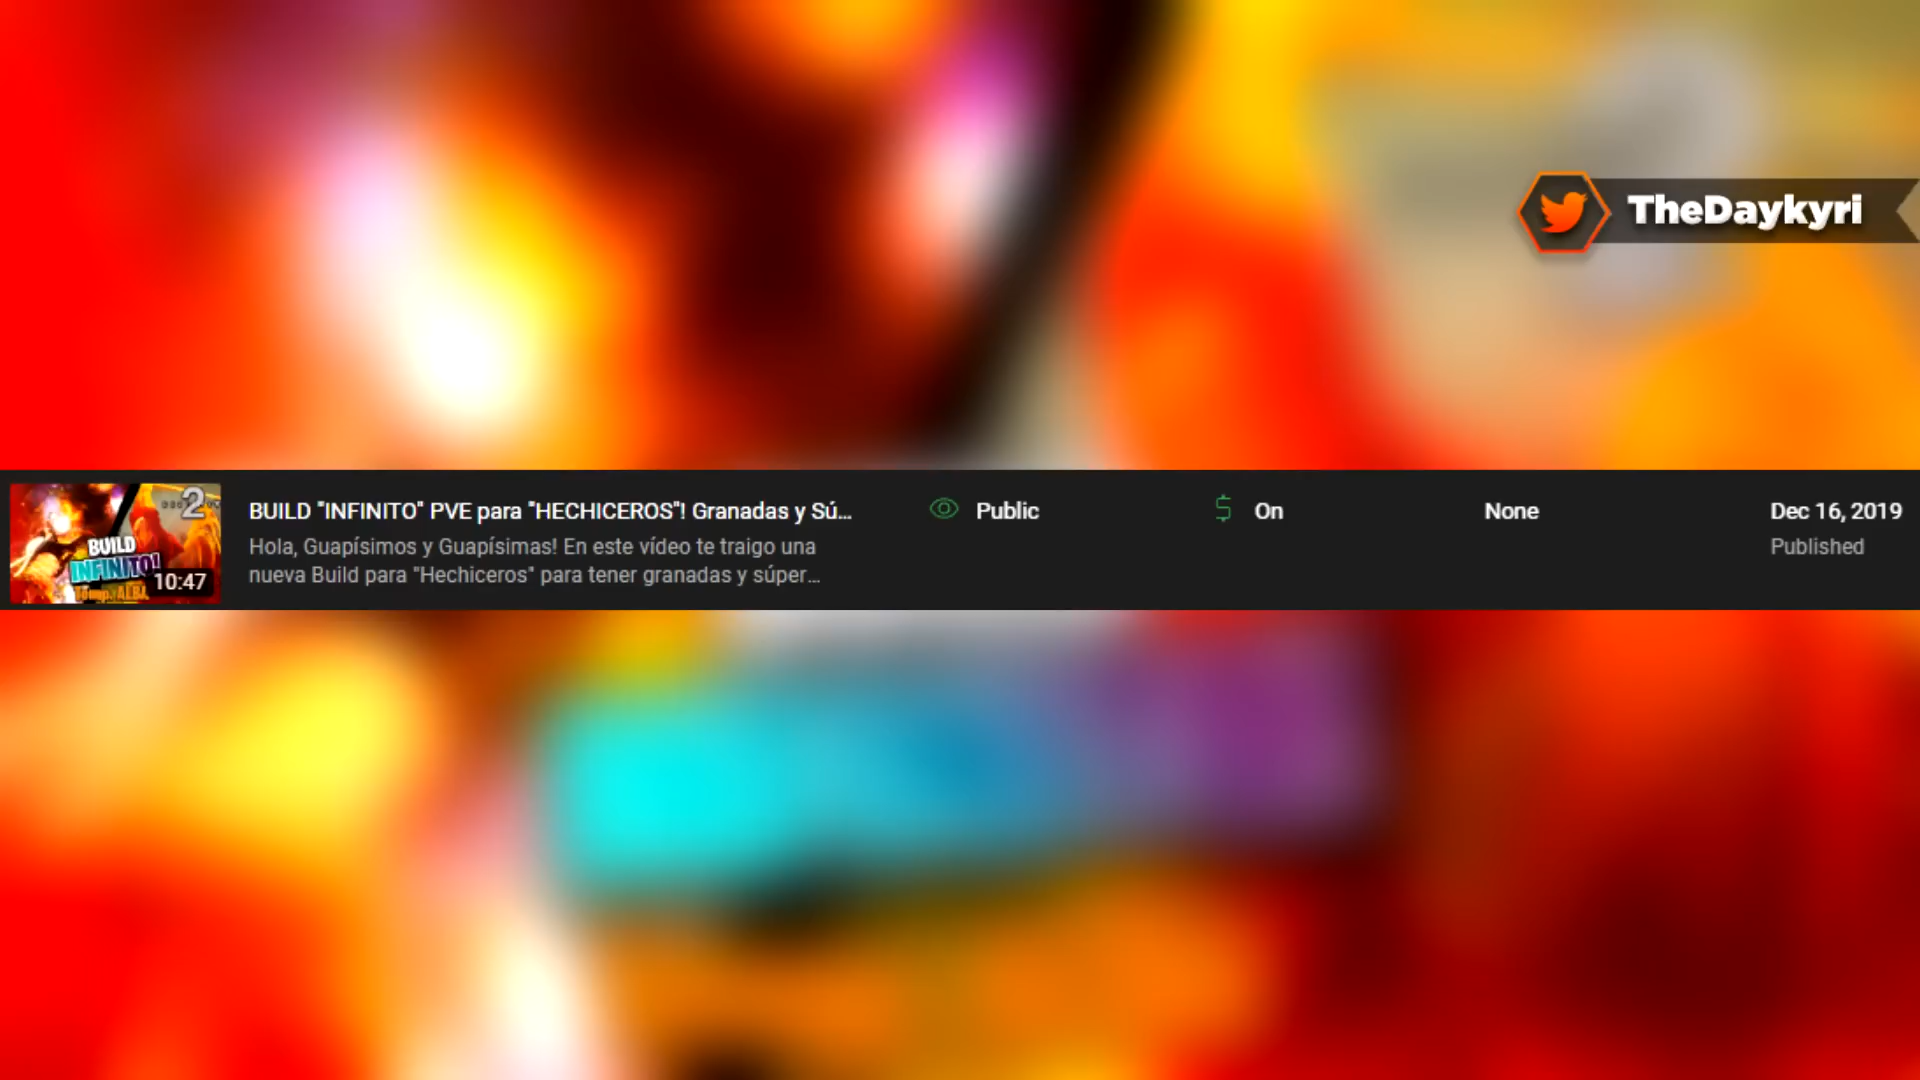 TheDaykyri
BUILD "INFINITO" PVE para "HECHICEROS"! Granadas y Sú...
Public
On
None
Dec 16, 2019
Hola, Guapísimos y Guapísimas! En este vídeo te traigo una
Published
nueva Build para "Hechiceros" para tener granadas y súper...
2
BUILD
INFINITO!
10:47